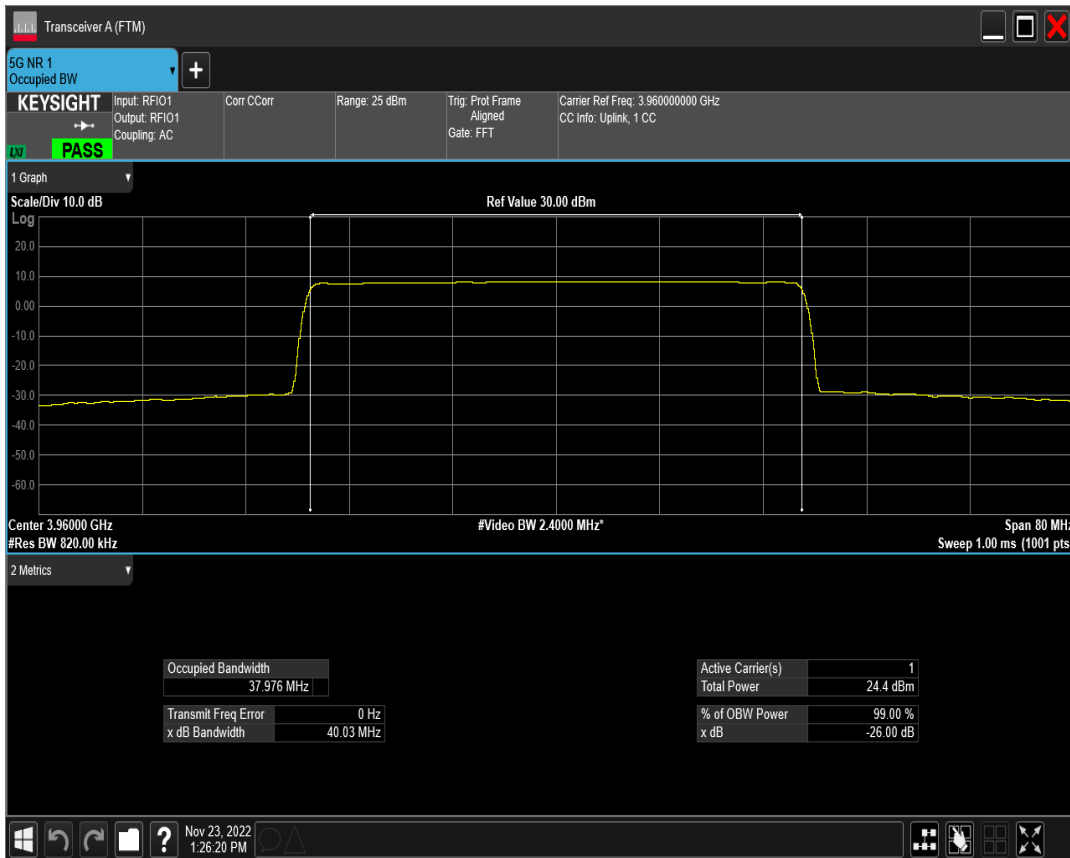 Transceiver A (FTM)
5G NR 1
Occupied BW
+
KEYSIGHT
LXI
PASS
Input: RFIO1
Output: RFIO1
Coupling: AC
Corr CCorr
Range: 25 dBm
Trig: Prot Frame
Aligned
Gate: FFT
Carrier Ref Freq: 3.960000000 GHz
CC Info: Uplink, 1 CC
1 Graph
Scale/Div 10.0 dB
Ref Value 30.00 dBm
Log
20.0
10.0
0.00
-10.0
-20.0
-30.0
-40.0
-50.0
-60.0
Center 3.96000 GHz
#Video BW 2.4000 MHz*
Span 80 MHz
#Res BW 820.00 kHz
Sweep 1.00 ms (1001 pts
2 Metrics
Occupied Bandwidth
37.976 MHz
Transmit Freq Error 0 Hz
x dB Bandwidth 40.03 MHz
Active Carrier(s) 1
Total Power 24.4 dBm
% of OBW Power 99.00 %
x dB -26.00 dB
?
Nov 23, 2022
1:26:20 PM